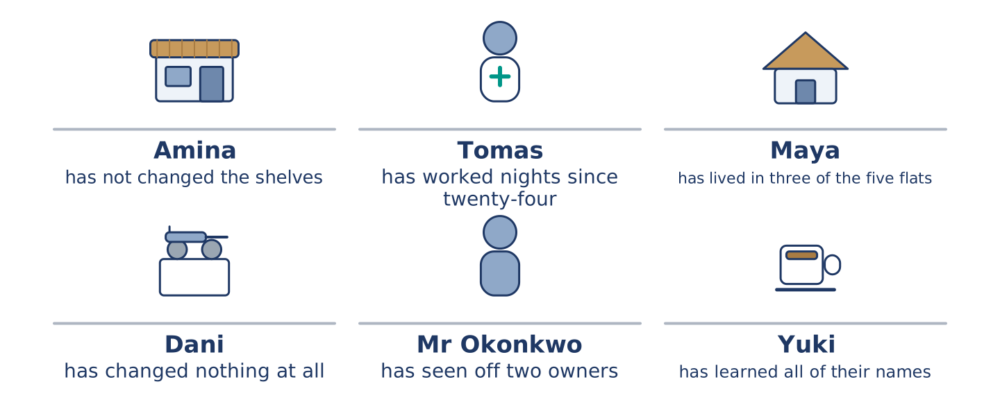 Amina
has not changed the shelves
Tomas
has worked nights since
twenty-four
Maya
has lived in three of the five flats
Dani
has changed nothing at all
Mr Okonkwo
has seen off two owners
Yuki
has learned all of their names